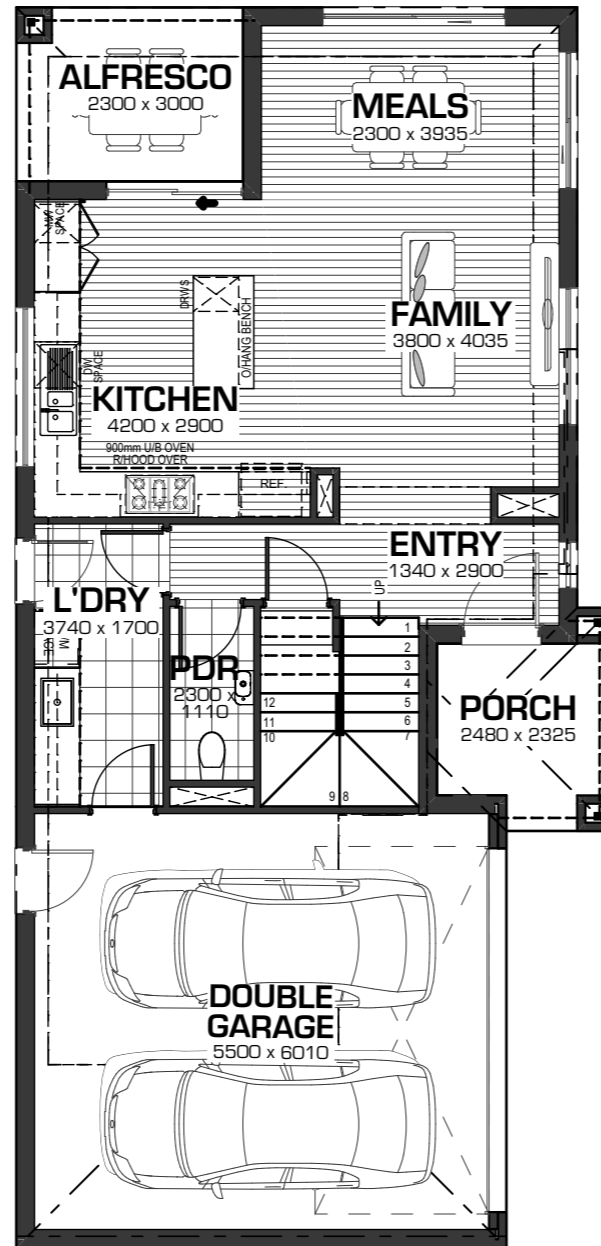 ALFRESCO
2300 x 3000
MEALS
2300 x 3935
SPACE
DRWS
O/HANG BENCH
FAMILY
3800 x 4035
DW
SPACE
KITCHEN
4200 x 2900
900mm U/B OVEN
R/HOOD OVER
REF.
ENTRY
1340 x 2900
UP
L'DRY
3740 x 1700
PDR
2300 x
1110
1
2
3
4
5
6
7
8
9
10
11
12
PORCH
2480 x 2325
DOUBLE
GARAGE
5500 x 6010